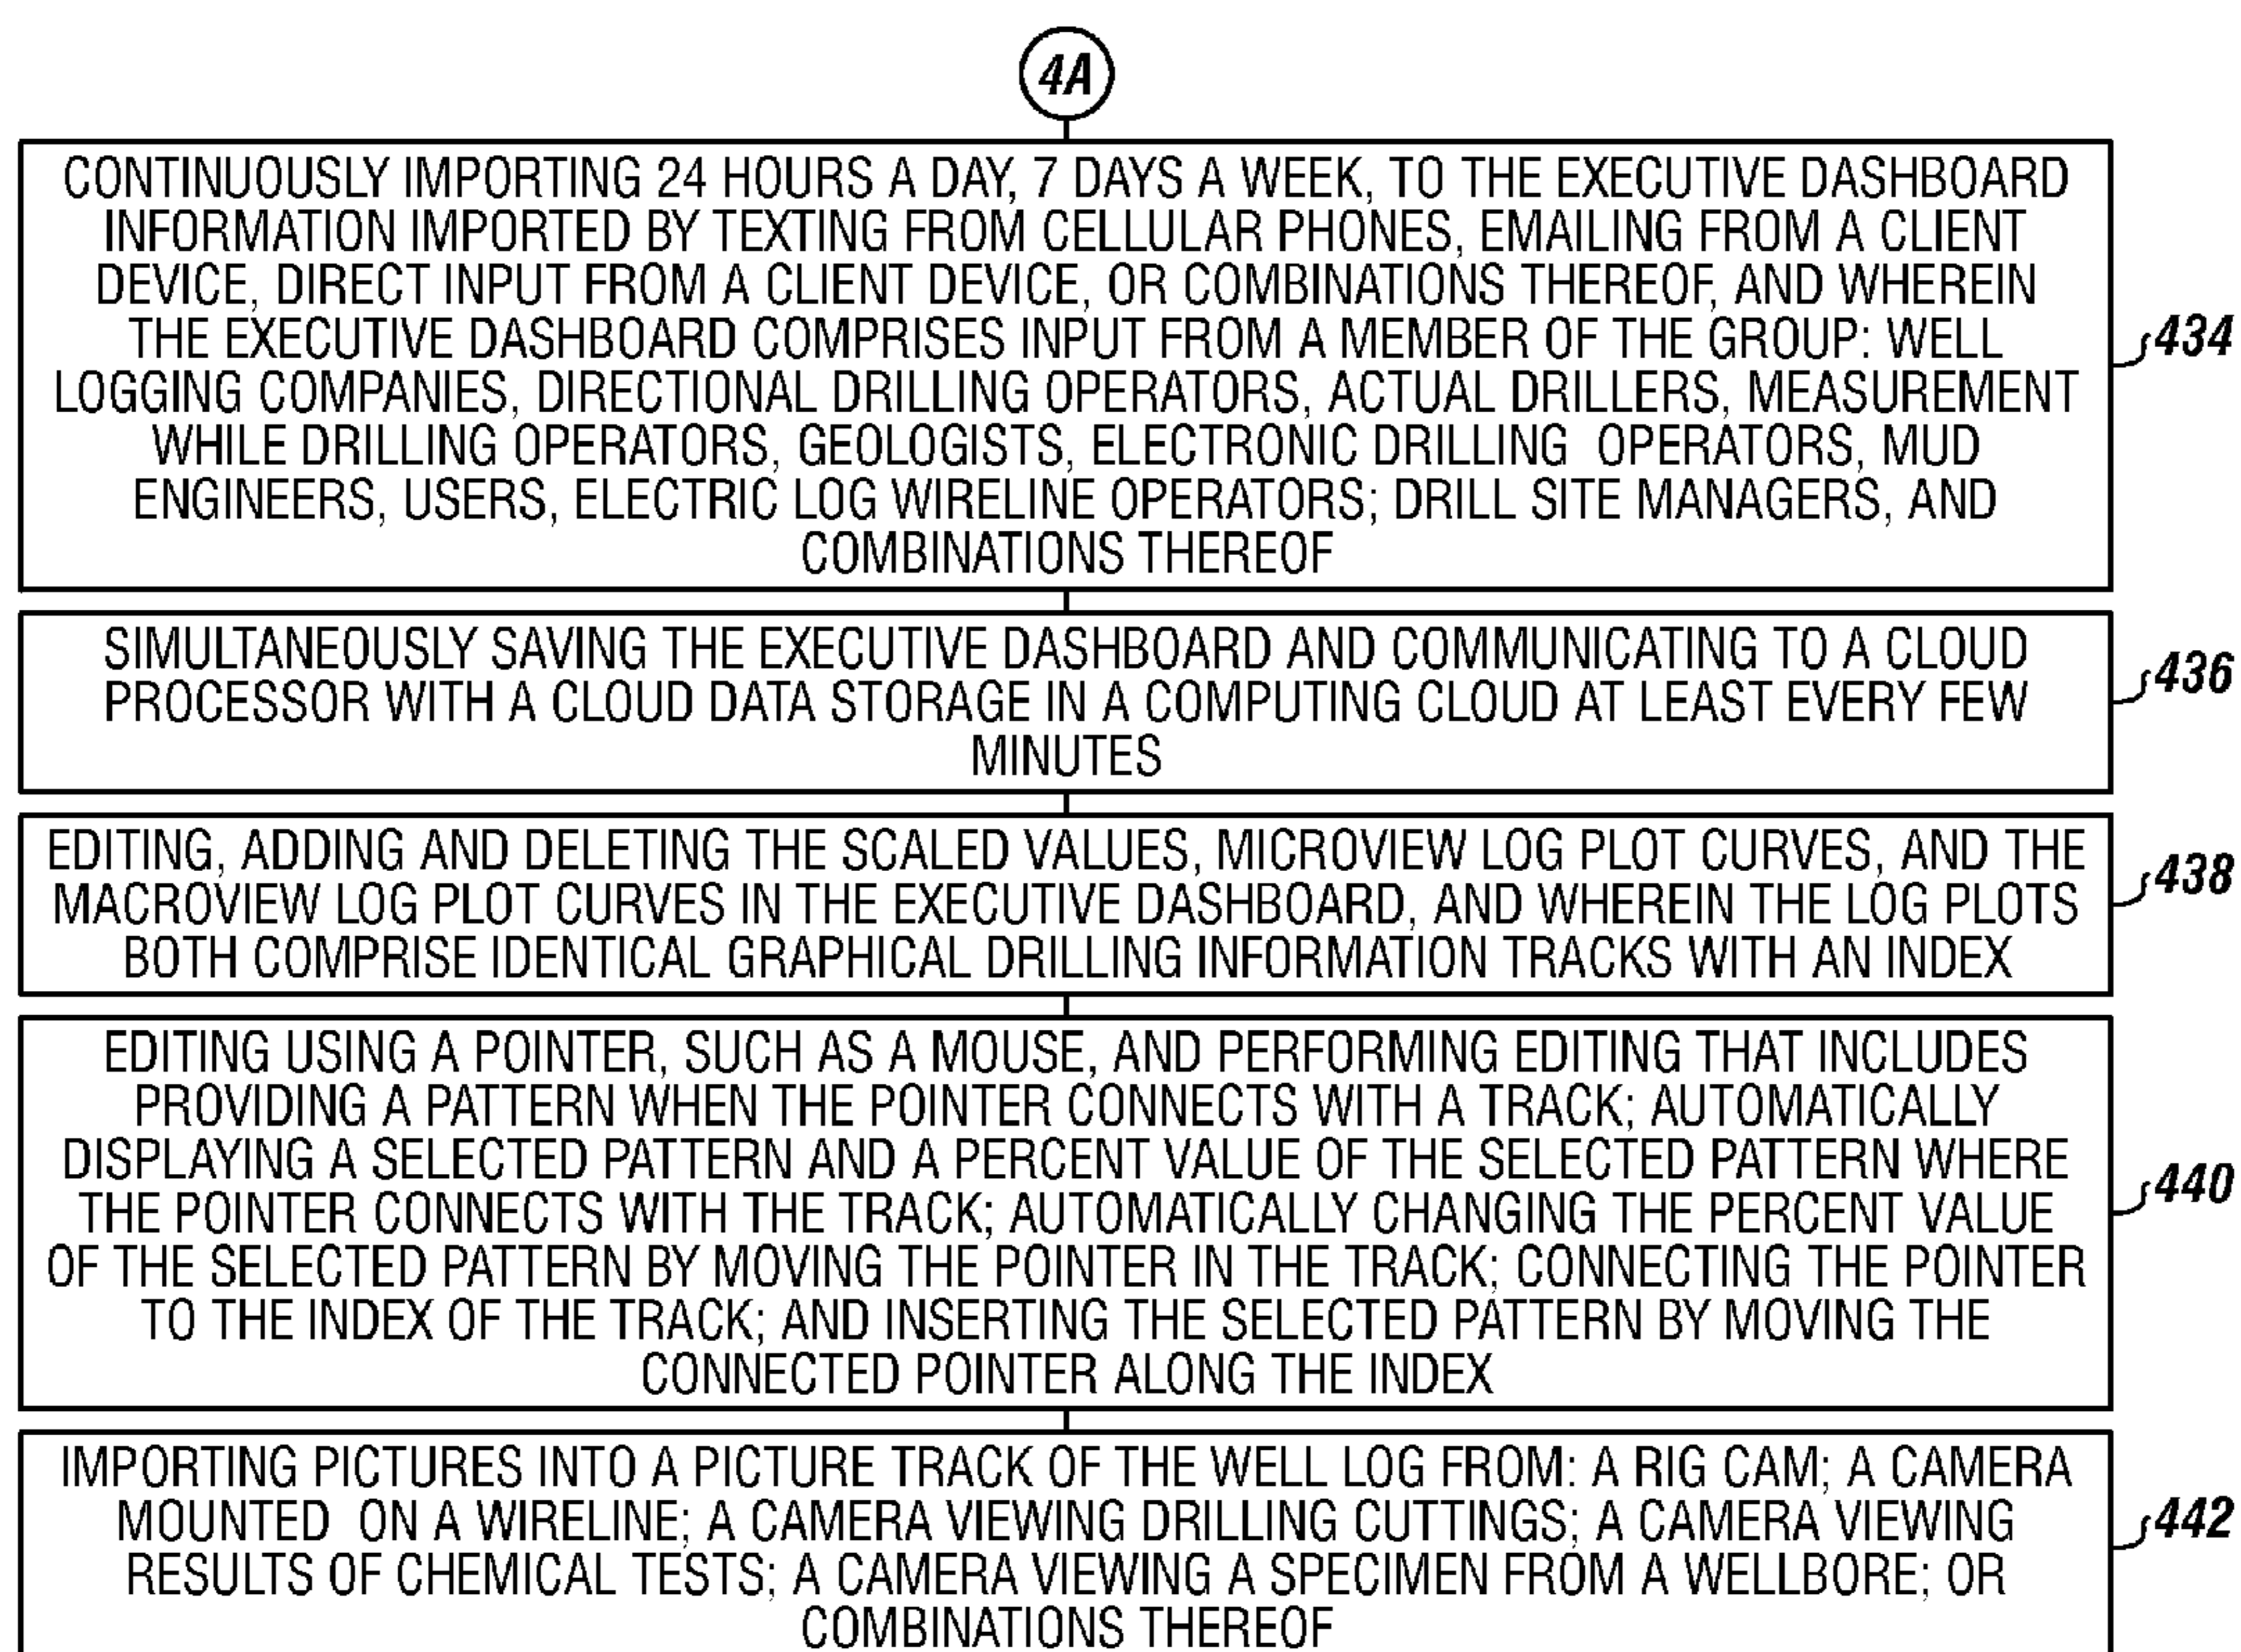 4A
CONTINUOUSLY IMPORTING 24 HOURS A DAY, 7 DAYS A WEEK, TO THE EXECUTIVE DASHBOARD
INFORMATION IMPORTED BY TEXTING FROM CELLULAR PHONES, EMAILING FROM A CLIENT
DEVICE, DIRECT INPUT FROM A CLIENT DEVICE, OR COMBINATIONS THEREOF, AND WHEREIN
THE EXECUTIVE DASHBOARD COMPRISES INPUT FROM A MEMBER OF THE GROUP: WELL
LOGGING COMPANIES, DIRECTIONAL DRILLING OPERATORS, ACTUAL DRILLERS, MEASUREMENT
WHILE DRILLING OPERATORS, GEOLOGISTS, ELECTRONIC DRILLING OPERATORS, MUD
ENGINEERS, USERS, ELECTRIC LOG WIRELINE OPERATORS; DRILL SITE MANAGERS, AND
COMBINATIONS THEREOF
434
SIMULTANEOUSLY SAVING THE EXECUTIVE DASHBOARD AND COMMUNICATING TO A CLOUD
PROCESSOR WITH A CLOUD DATA STORAGE IN A COMPUTING CLOUD AT LEAST EVERY FEW
MINUTES
436
EDITING, ADDING AND DELETING THE SCALED VALUES, MICROVIEW LOG PLOT CURVES, AND THE
MACROVIEW LOG PLOT CURVES IN THE EXECUTIVE DASHBOARD, AND WHEREIN THE LOG PLOTS
BOTH COMPRISE IDENTICAL GRAPHICAL DRILLING INFORMATION TRACKS WITH AN INDEX
438
EDITING USING A POINTER, SUCH AS A MOUSE, AND PERFORMING EDITING THAT INCLUDES
PROVIDING A PATTERN WHEN THE POINTER CONNECTS WITH A TRACK; AUTOMATICALLY
DISPLAYING A SELECTED PATTERN AND A PERCENT VALUE OF THE SELECTED PATTERN WHERE
THE POINTER CONNECTS WITH THE TRACK; AUTOMATICALLY CHANGING THE PERCENT VALUE
OF THE SELECTED PATTERN BY MOVING THE POINTER IN THE TRACK; CONNECTING THE POINTER
TO THE INDEX OF THE TRACK; AND INSERTING THE SELECTED PATTERN BY MOVING THE
CONNECTED POINTER ALONG THE INDEX
440
IMPORTING PICTURES INTO A PICTURE TRACK OF THE WELL LOG FROM: A RIG CAM; A CAMERA
MOUNTED ON A WIRELINE; A CAMERA VIEWING DRILLING CUTTINGS; A CAMERA VIEWING
RESULTS OF CHEMICAL TESTS; A CAMERA VIEWING A SPECIMEN FROM A WELLBORE; OR
COMBINATIONS THEREOF
442